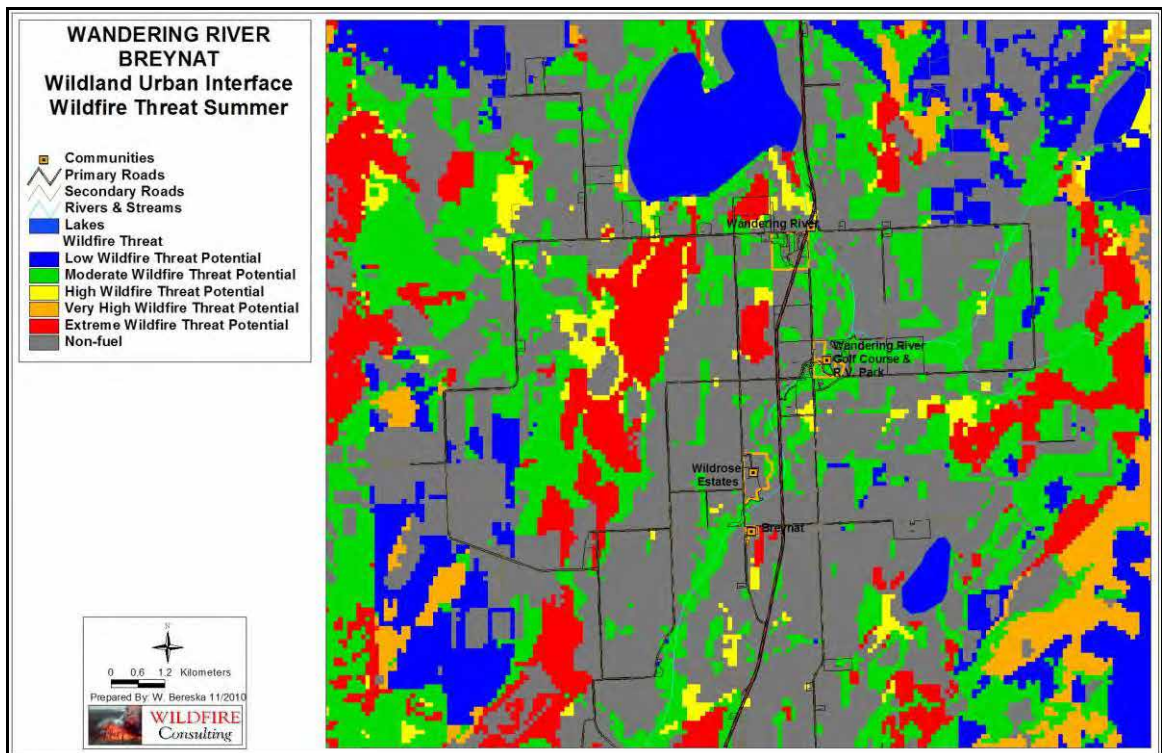 WANDERING RIVER
BREYNAT
Wildland Urban Interface
Wildfire Threat Summer
Communities
Primary Roads
Secondary Roads
Rivers & Streams
Lakes
Wildfire Threat
Low Wildfire Threat Potential
Moderate Wildfire Threat Potential
High Wildfire Threat Potential
Very High Wildfire Threat Potential
Extreme Wildfire Threat Potential
Non-fuel
Wandering River
Wandering River
Golf Course &
R.V. Park
Wildrose
Estates
Breynat
N
0 0.6 1.2 Kilometers
Prepared By: W. Bereska 11/2010
WILDFIRE
Consulting